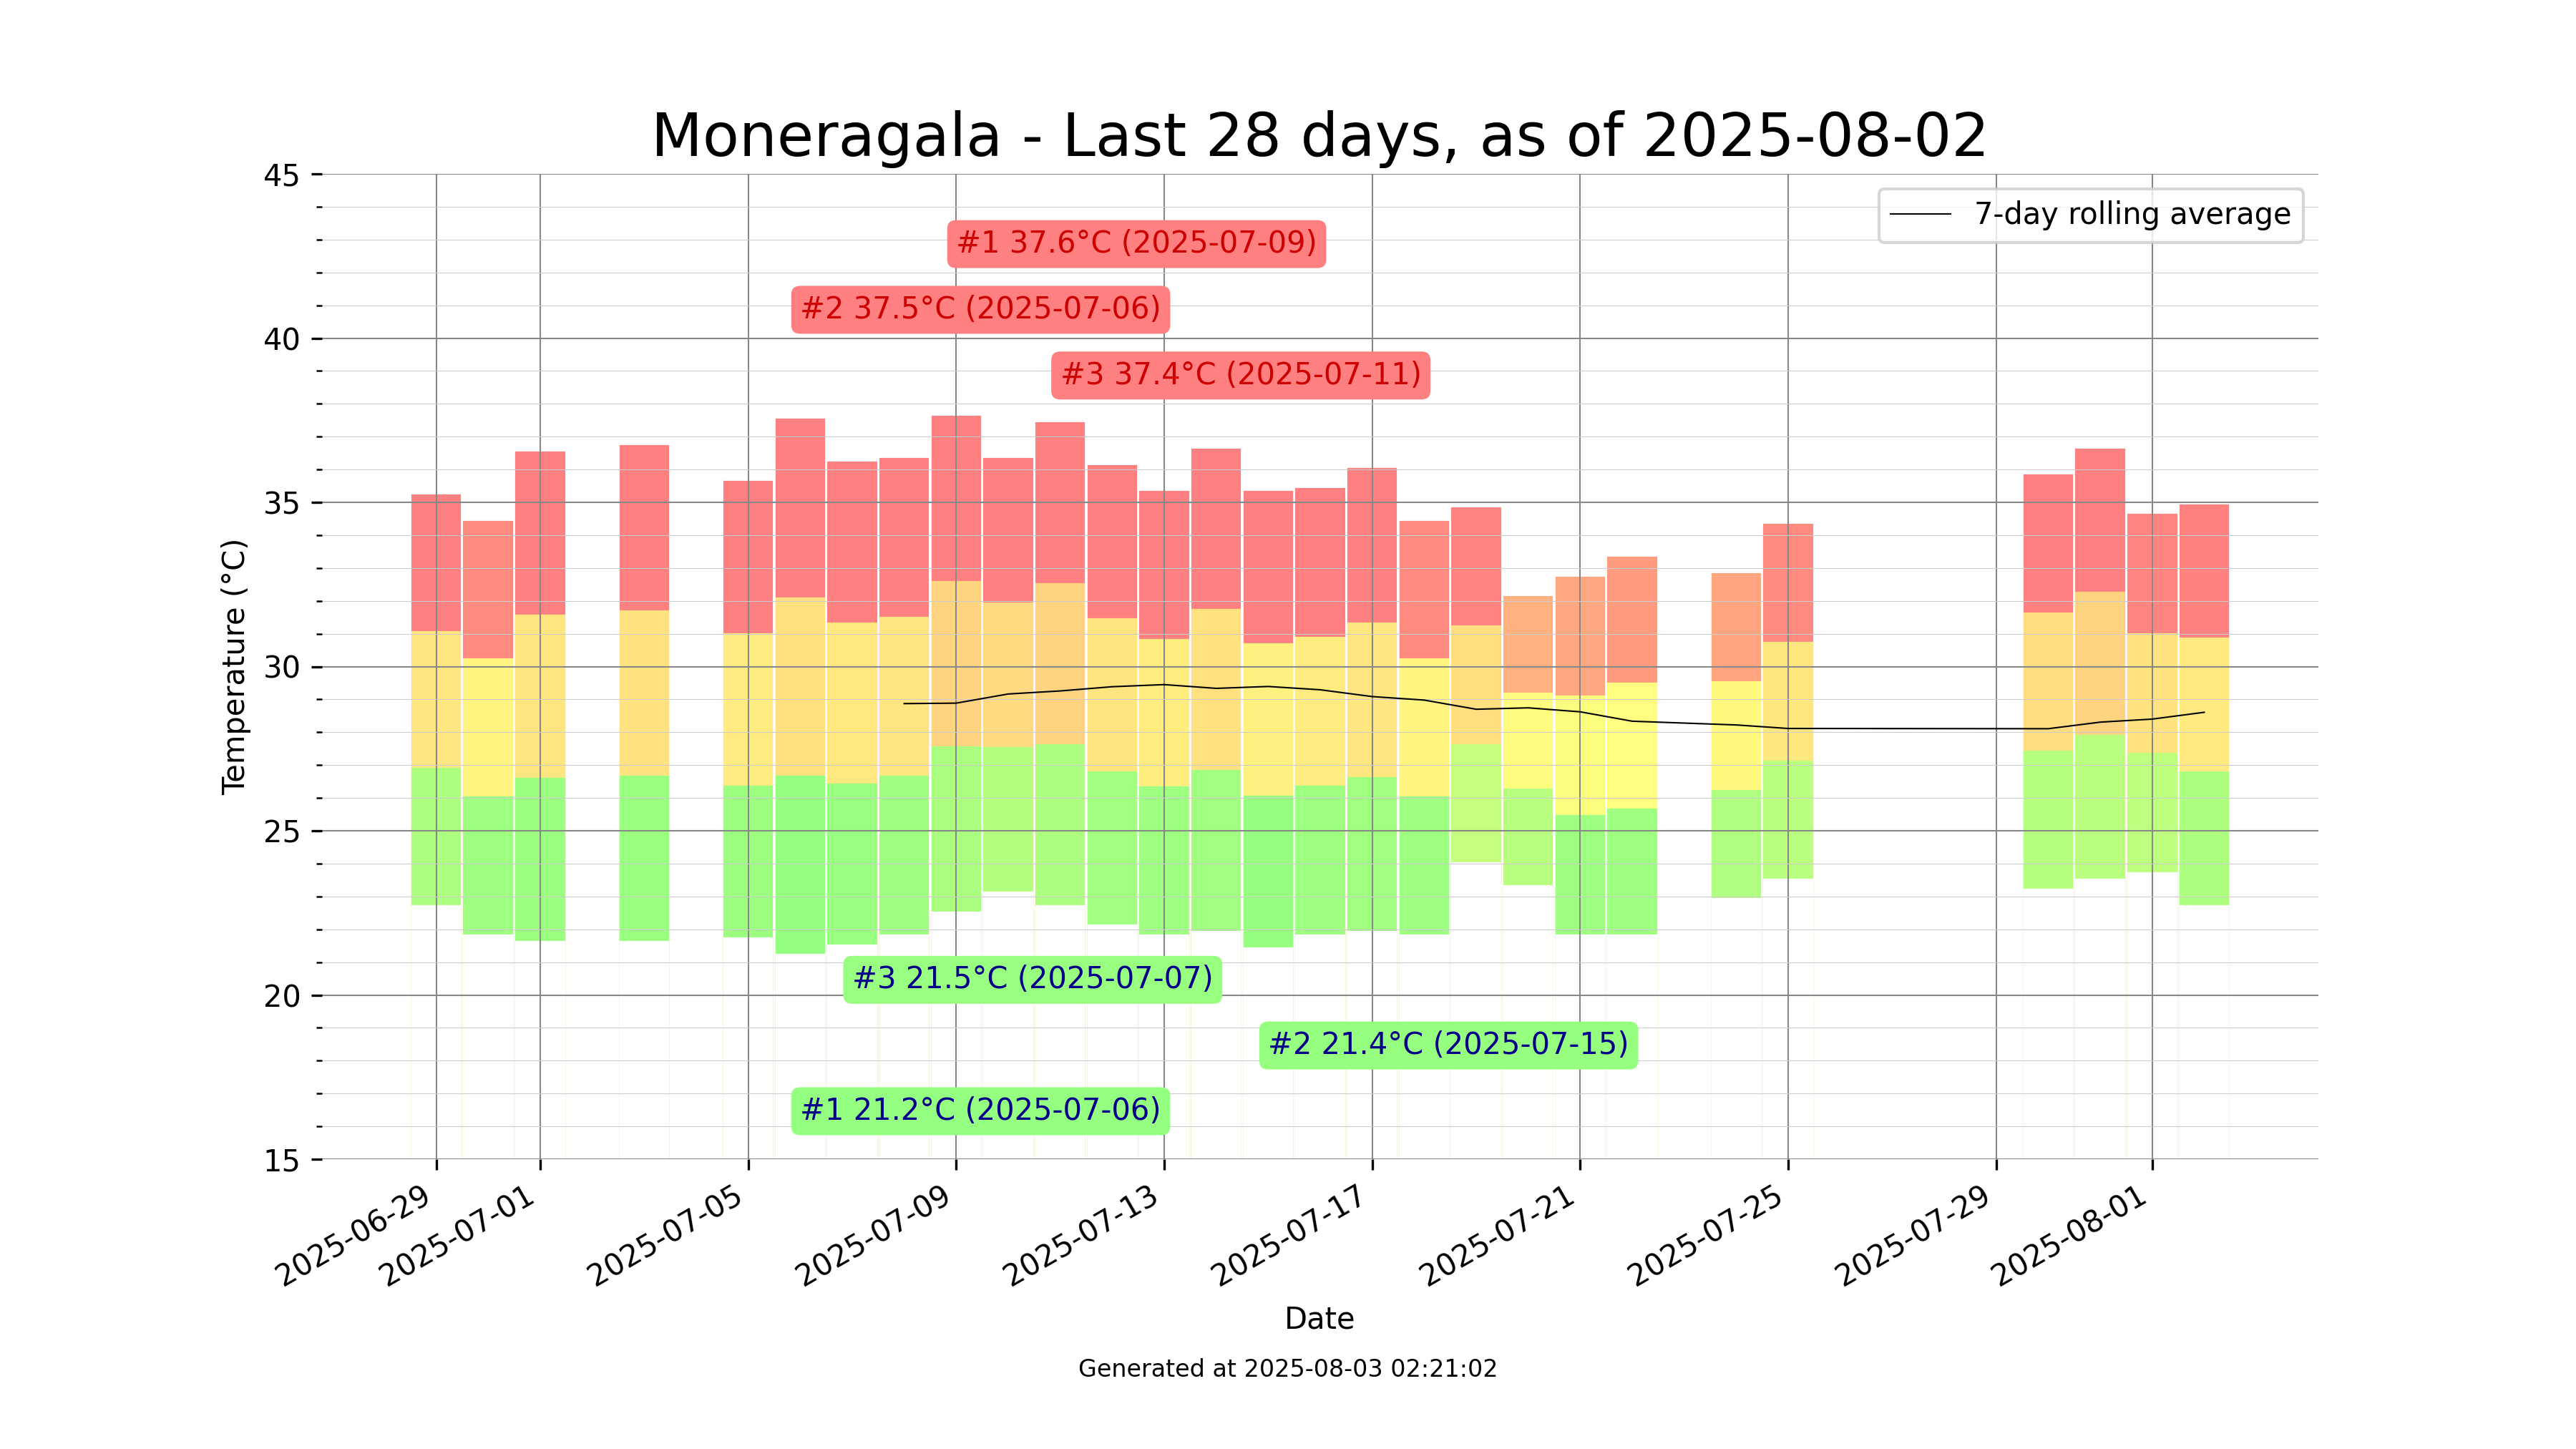 Moneragala - Last 28 days, as of 2025-08-02
45
7-day rolling average
#1 37.6°C (2025-07-09)
#2 37.5°C (2025-07-06)
40
#3 37.4°C (2025-07-11)
35
Temperature (°C)
30
25
#3 21.5°C (2025-07-07)
20
#2 21.4°C (2025-07-15)
#1 21.2°C (2025-07-06)
15
2025-06-29
2025-07-01
2025-07-05
2025-07-09
2025-07-13
2025-07-17
2025-07-21
2025-07-25
2025-07-29
2025-08-01
Date
Generated at 2025-08-03 02:21:02